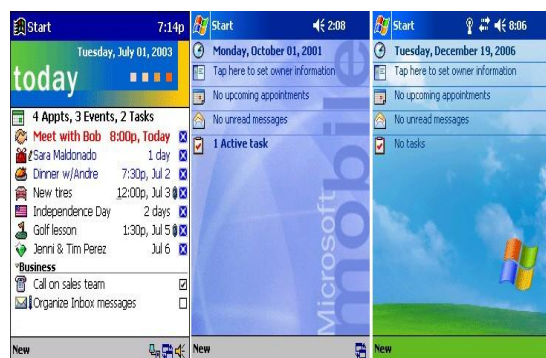 Start 7:14p
Tuesday, July 01, 2003
today
4 Appts, 3 Events, 2 Tasks
Meet with Bob 8:00p, Today
Sara Maldonado 1 day
Dinner w/Andre 7:30p, Jul 2
New tires 12:00p, Jul 3
Independence Day 2 days
Golf lesson 1:30p, Jul 5
Jenni & Tim Perez Jul 6
Business
Call on sales team
Organize Inbox messages
New
Start 2:08
Monday, October 01, 2001
Tap here to set owner information
No upcoming appointments
No unread messages
1 Active task
Microsoft
mobile
New
Start 8:06
Tuesday, December 19, 2006
Tap here to set owner information
No upcoming appointments
No unread messages
No tasks
New